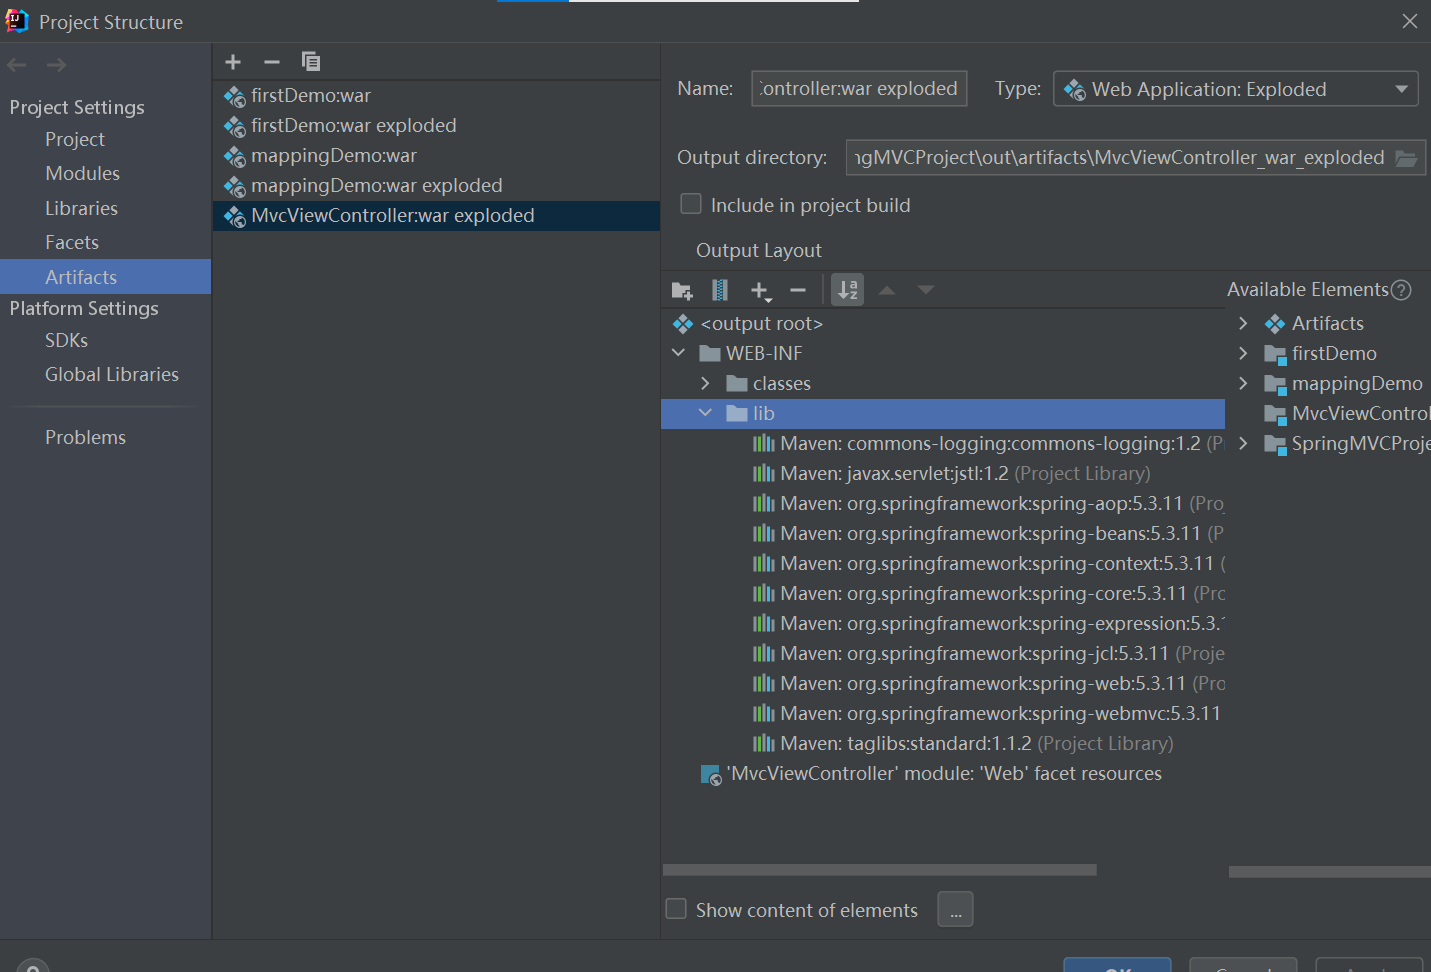 Project Structure
Project Settings
Project
Modules
Libraries
Facets
Artifacts
Platform Settings
SDKs
Global Libraries
Problems
firstDemo:war
firstDemo:war exploded
mappingDemo:war
mappingDemo:war exploded
MvcViewController:war exploded
Name: ontroller:war exploded Type: Web Application: Exploded
Output directory: ngMVCProject\out\artifacts\MvcViewController_war_exploded
Include in project build
Output Layout
Available Elements?
<output root>
WEB-INF
classes
lib
Maven: commons-logging:commons-logging:1.2 (P
Maven: javax.servlet:jstl:1.2 (Project Library)
Maven: org.springframework:spring-aop:5.3.11 (Pro
Maven: org.springframework:spring-beans:5.3.11 (P
Maven: org.springframework:spring-context:5.3.11 (
Maven: org.springframework:spring-core:5.3.11 (Pro
Maven: org.springframework:spring-expression:5.3.1
Maven: org.springframework:spring-jcl:5.3.11 (Proje
Maven: org.springframework:spring-web:5.3.11 (Pro
Maven: org.springframework:spring-webmvc:5.3.11
Maven: taglibs:standard:1.1.2 (Project Library)
'MvcViewController' module: 'Web' facet resources
Artifacts
firstDemo
mappingDemo
MvcViewControl
SpringMVCProje
Show content of elements ...
OK